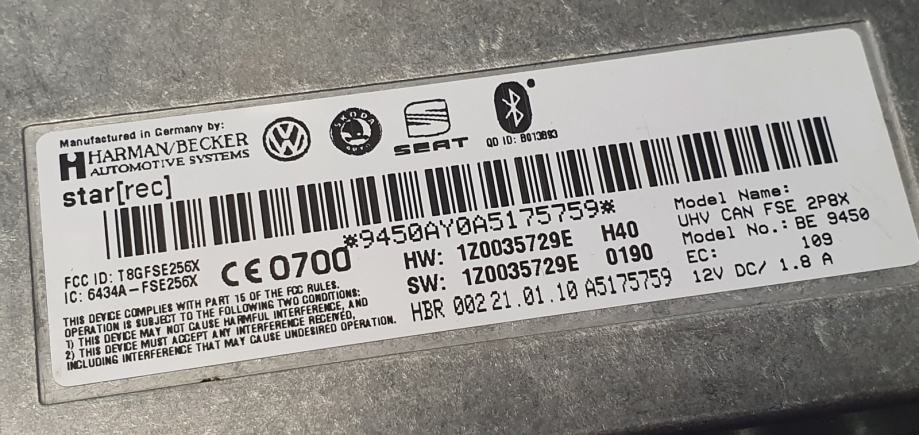 Manufactured in Germany by:
HARMAN/BECKER
AUTOMOTIVE SYSTEMS
star[rec]
SKODA
AUTO
SEAT
QD ID: B013893
*9450AY0A5175759*
FCC ID: T8GFSE256X
IC: 6434A-FSE256X
CE 0700
THIS DEVICE COMPLIES WITH PART 15 OF THE FCC RULES.
OPERATION IS SUBJECT TO THE FOLLOWING TWO CONDITIONS:
1) THIS DEVICE MAY NOT CAUSE HARMFUL INTERFERENCE, AND
2) THIS DEVICE MUST ACCEPT ANY INTERFERENCE RECEIVED,
INCLUDING INTERFERENCE THAT MAY CAUSE UNDESIRED OPERATION.
HW: 1Z0035729E H40
SW: 1Z0035729E 0190
HBR 002 21.01.10 A5175759
Model Name:
UHV CAN FSE 2P8X
Model No.: BE 9450
EC: 109
12V DC/ 1.8 A